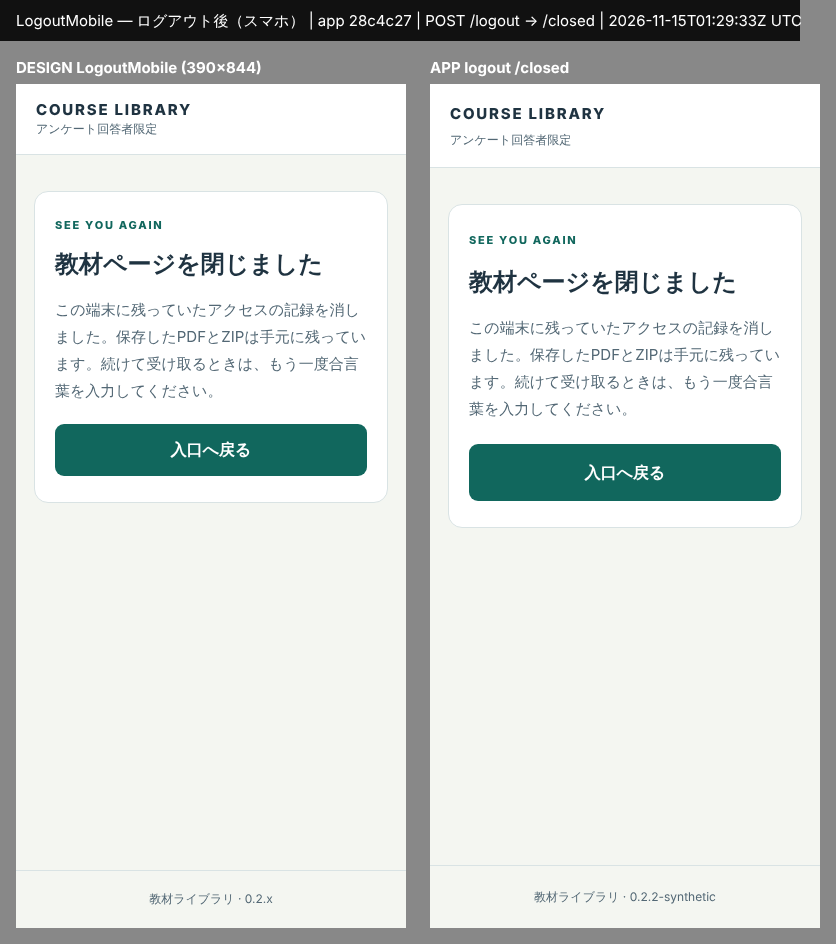 LogoutMobile — ログアウト後（スマホ） | app 28c4c27 | POST /logout → /closed | 2026-11-15T01:29:33Z UTC
DESIGN LogoutMobile (390×844)
COURSE LIBRARY
アンケート回答者限定
SEE YOU AGAIN
教材ページを閉じました
この端末に残っていたアクセスの記録を消し
ました。保存したPDFとZIPは手元に残ってい
ます。続けて受け取るときは、もう一度合言
葉を入力してください。
入口へ戻る
教材ライブラリ · 0.2.x
APP logout /closed
COURSE LIBRARY
アンケート回答者限定
SEE YOU AGAIN
教材ページを閉じました
この端末に残っていたアクセスの記録を消し
ました。保存したPDFとZIPは手元に残ってい
ます。続けて受け取るときは、もう一度合言
葉を入力してください。
入口へ戻る
教材ライブラリ · 0.2.2-synthetic